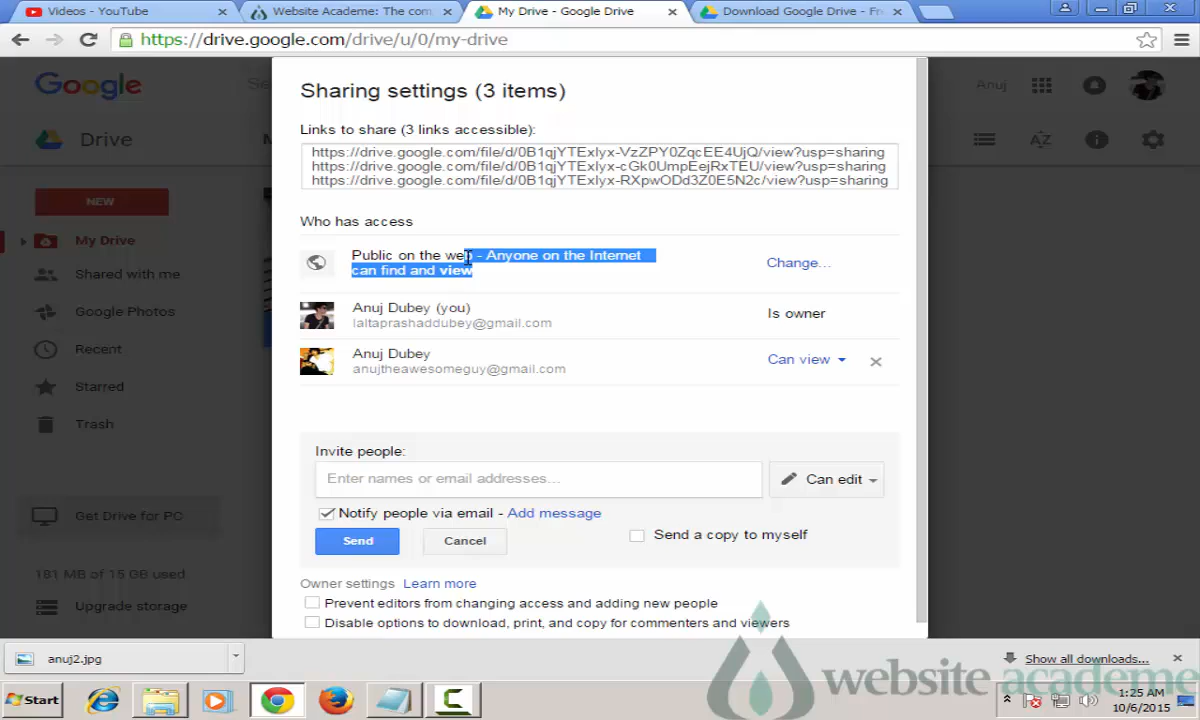 Videos - YouTube
Website Academe: The com
My Drive - Google Drive
Download Google Drive - Fre
https://drive.google.com/drive/u/0/my-drive
Google
Se
Anuj
Drive
M
NEW
My Drive
Shared with me
Google Photos
Recent
Starred
Trash
Get Drive for PC
181 MB of 15 GB used
Upgrade storage
Sharing settings (3 items)
Links to share (3 links accessible):
https://drive.google.com/file/d/0B1qjYTExlyx-VzZPY0ZqcEE4UjQ/view?usp=sharing
https://drive.google.com/file/d/0B1qjYTExlyx-cGk0UmpEejRxTEU/view?usp=sharing
https://drive.google.com/file/d/0B1qjYTExlyx-RXpwODd3Z0E5N2c/view?usp=sharing
Who has access
Public on the web - Anyone on the Internet
can find and view
Change...
Anuj Dubey (you)
laltaprashaddubey@gmail.com
Is owner
Anuj Dubey
anujtheawesomeguy@gmail.com
Can view
Invite people:
Enter names or email addresses...
Can edit
Notify people via email - Add message
Send
Cancel
Send a copy to myself
Owner settings Learn more
Prevent editors from changing access and adding new people
Disable options to download, print, and copy for commenters and viewers
anuj2.jpg
Show all downloads...
website academe
Start
1:25 AM
10/6/2015